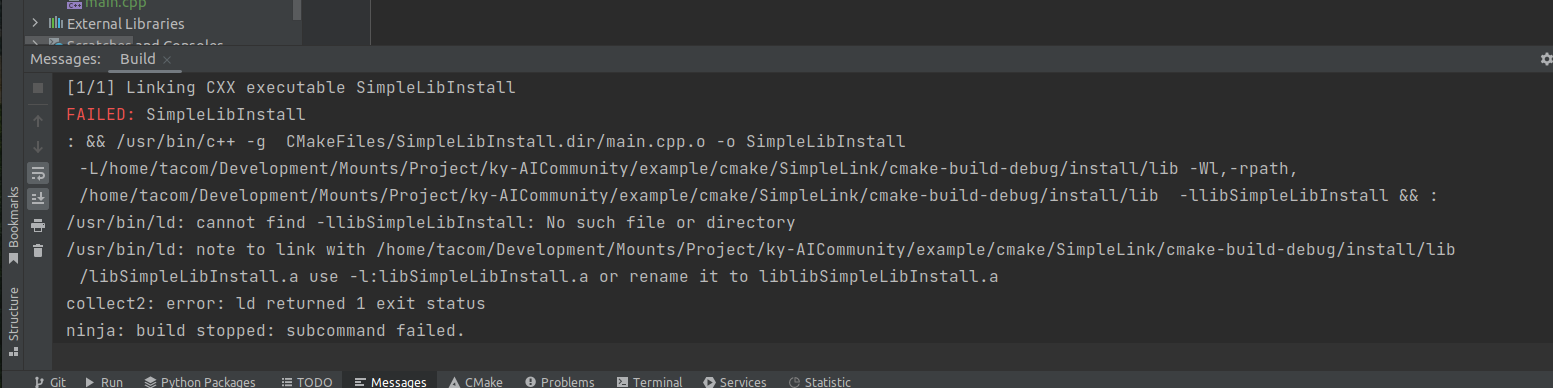 main.cpp
External Libraries
Scratches and Consoles
Messages: Build
[1/1] Linking CXX executable SimpleLibInstall
FAILED: SimpleLibInstall
: && /usr/bin/c++ -g  CMakeFiles/SimpleLibInstall.dir/main.cpp.o -o SimpleLibInstall
-L/home/tacom/Development/Mounts/Project/ky-AICommunity/example/cmake/SimpleLink/cmake-build-debug/install/lib -Wl,-rpath,
/home/tacom/Development/Mounts/Project/ky-AICommunity/example/cmake/SimpleLink/cmake-build-debug/install/lib  -llibSimpleLibInstall && :
/usr/bin/ld: cannot find -llibSimpleLibInstall: No such file or directory
/usr/bin/ld: note to link with /home/tacom/Development/Mounts/Project/ky-AICommunity/example/cmake/SimpleLink/cmake-build-debug/install/lib
/libSimpleLibInstall.a use -l:libSimpleLibInstall.a or rename it to liblibSimpleLibInstall.a
collect2: error: ld returned 1 exit status
ninja: build stopped: subcommand failed.
Bookmarks
Structure
Git Run Python Packages TODO Messages CMake Problems Terminal Services Statistic